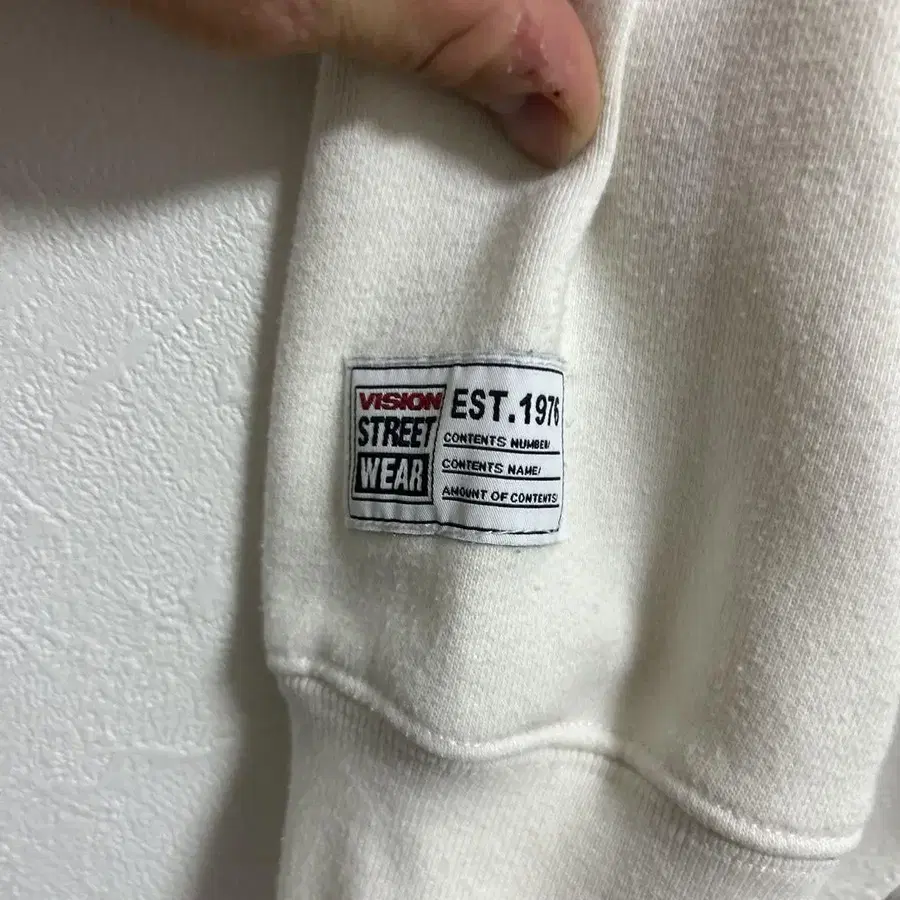 VISION
STREET
WEAR
EST.1976
CONTENTS NUMBER/
CONTENTS NAME/
AMOUNT OF CONTENTS/